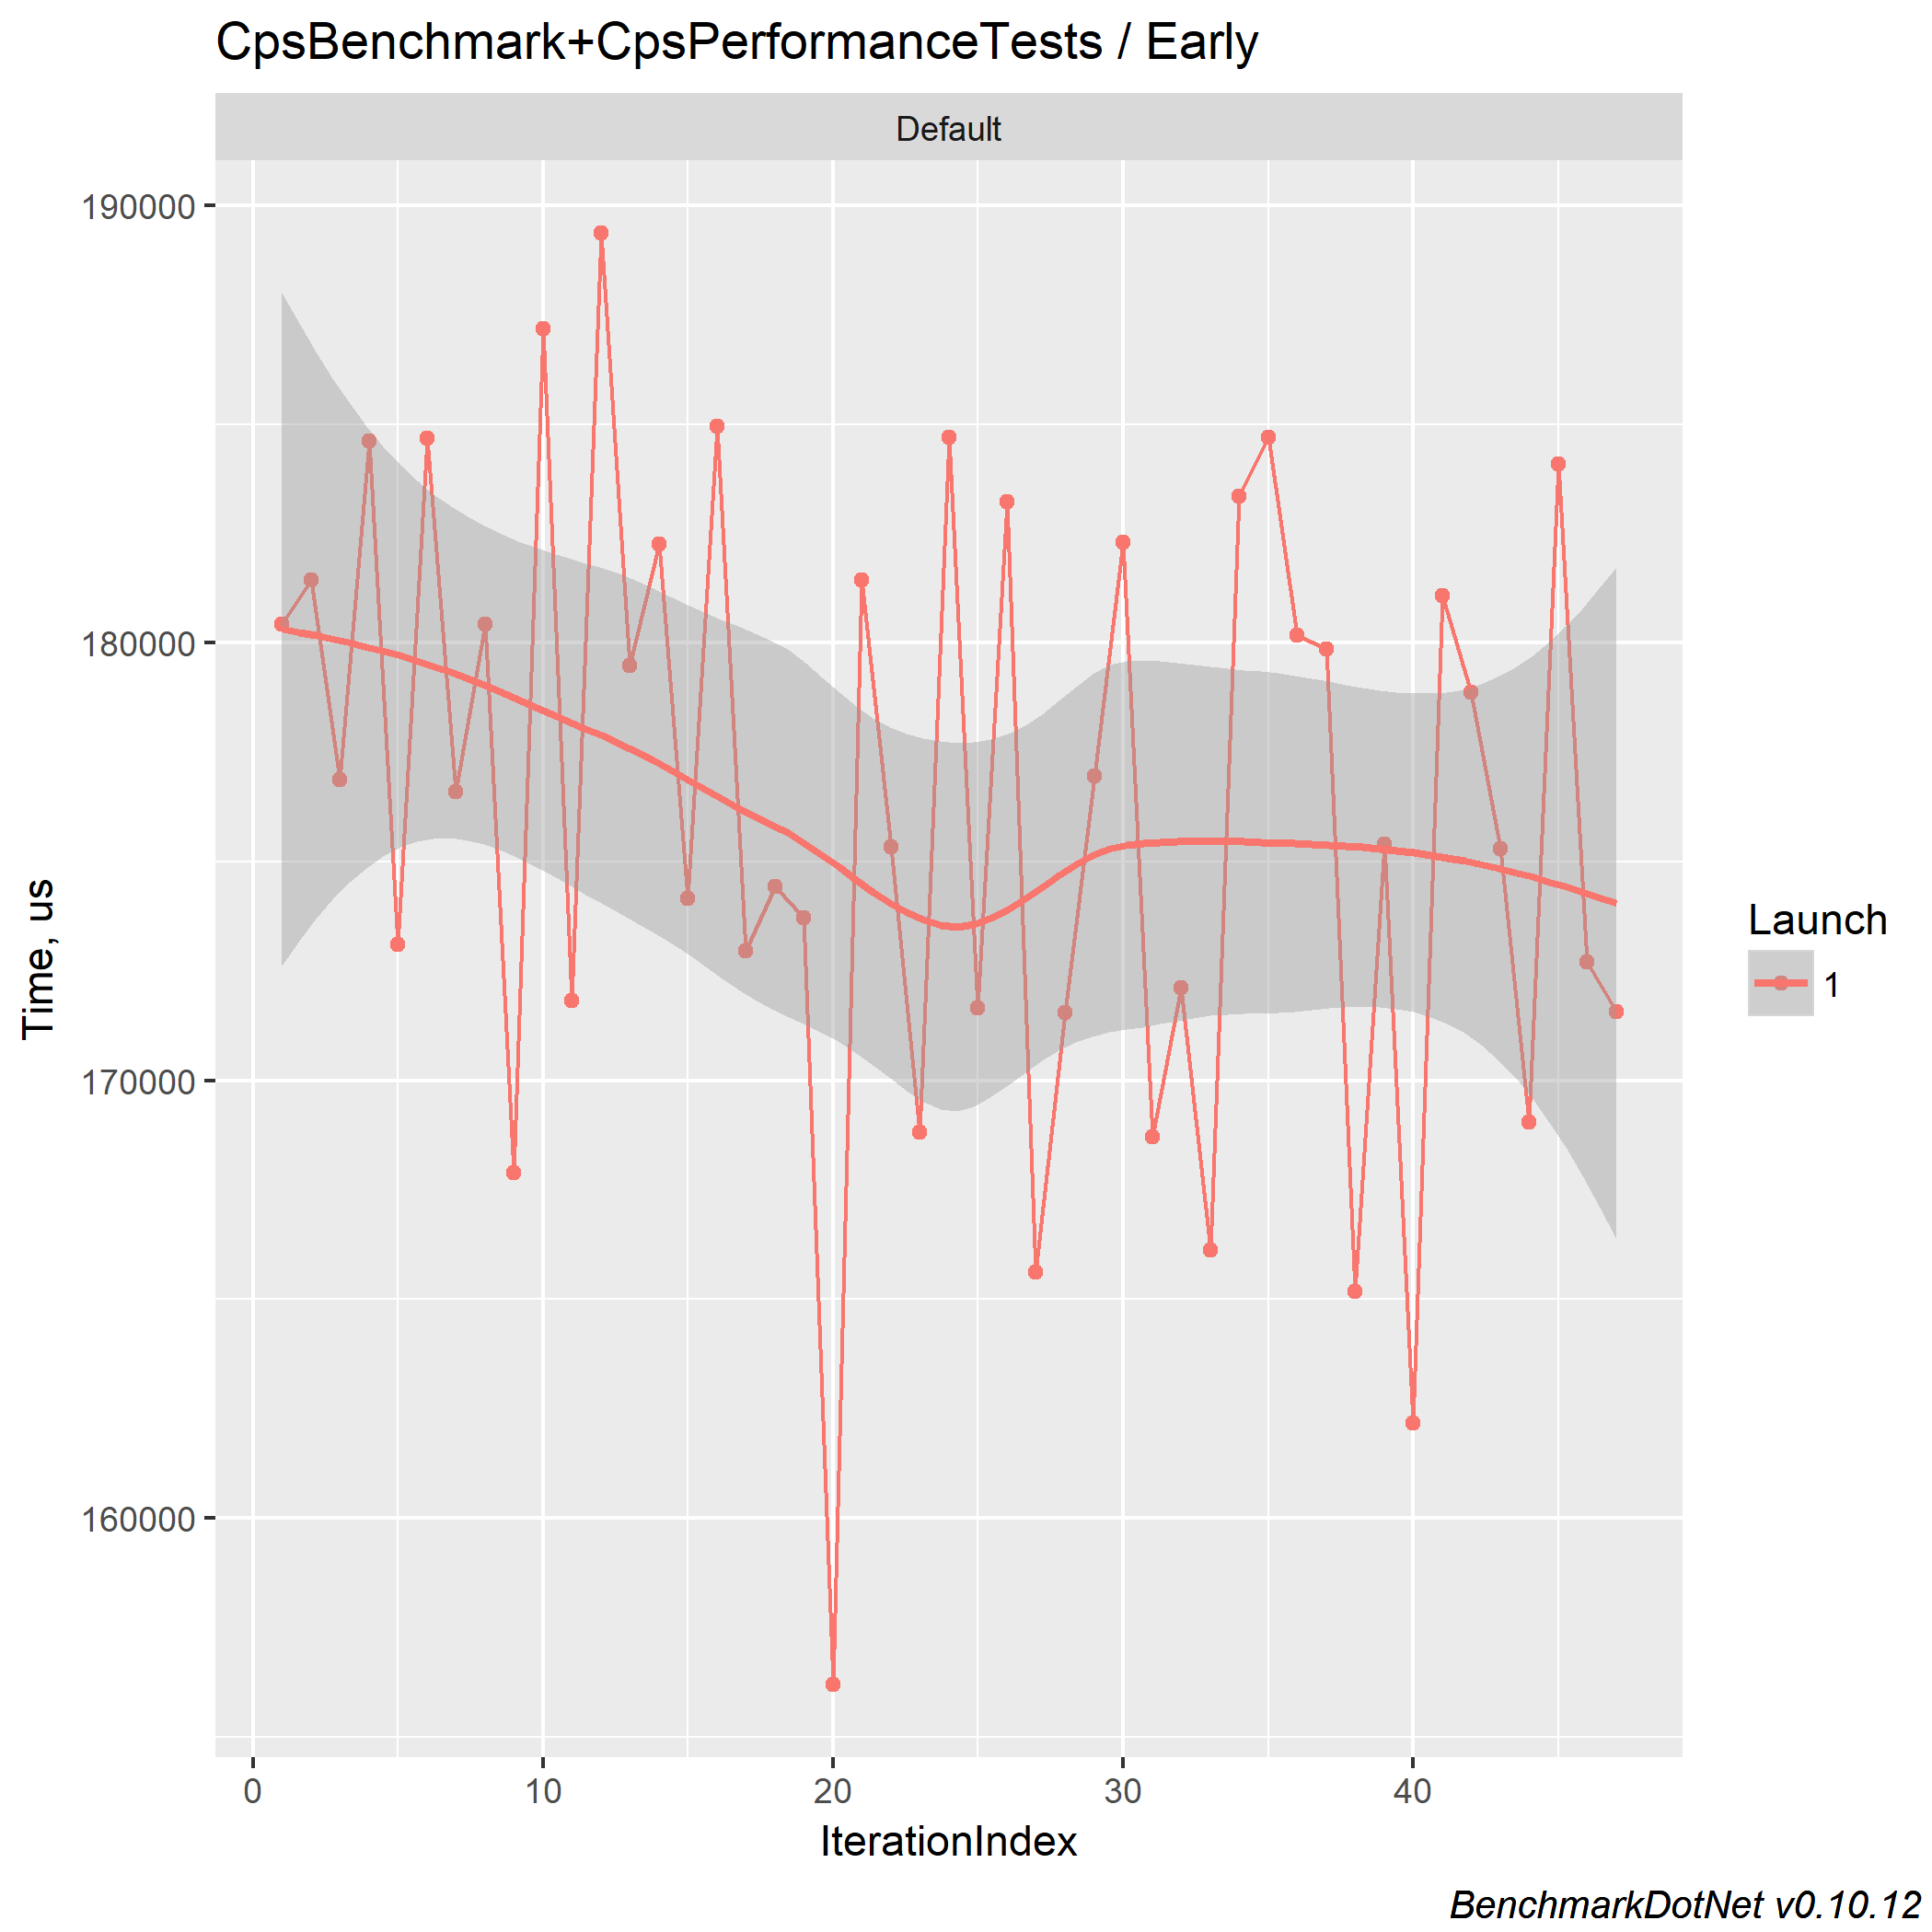 CpsBenchmark+CpsPerformanceTests / Early
Default
190000
180000
170000
160000
Time, us
0 10 20 30 40
IterationIndex
Launch
1
BenchmarkDotNet v0.10.12